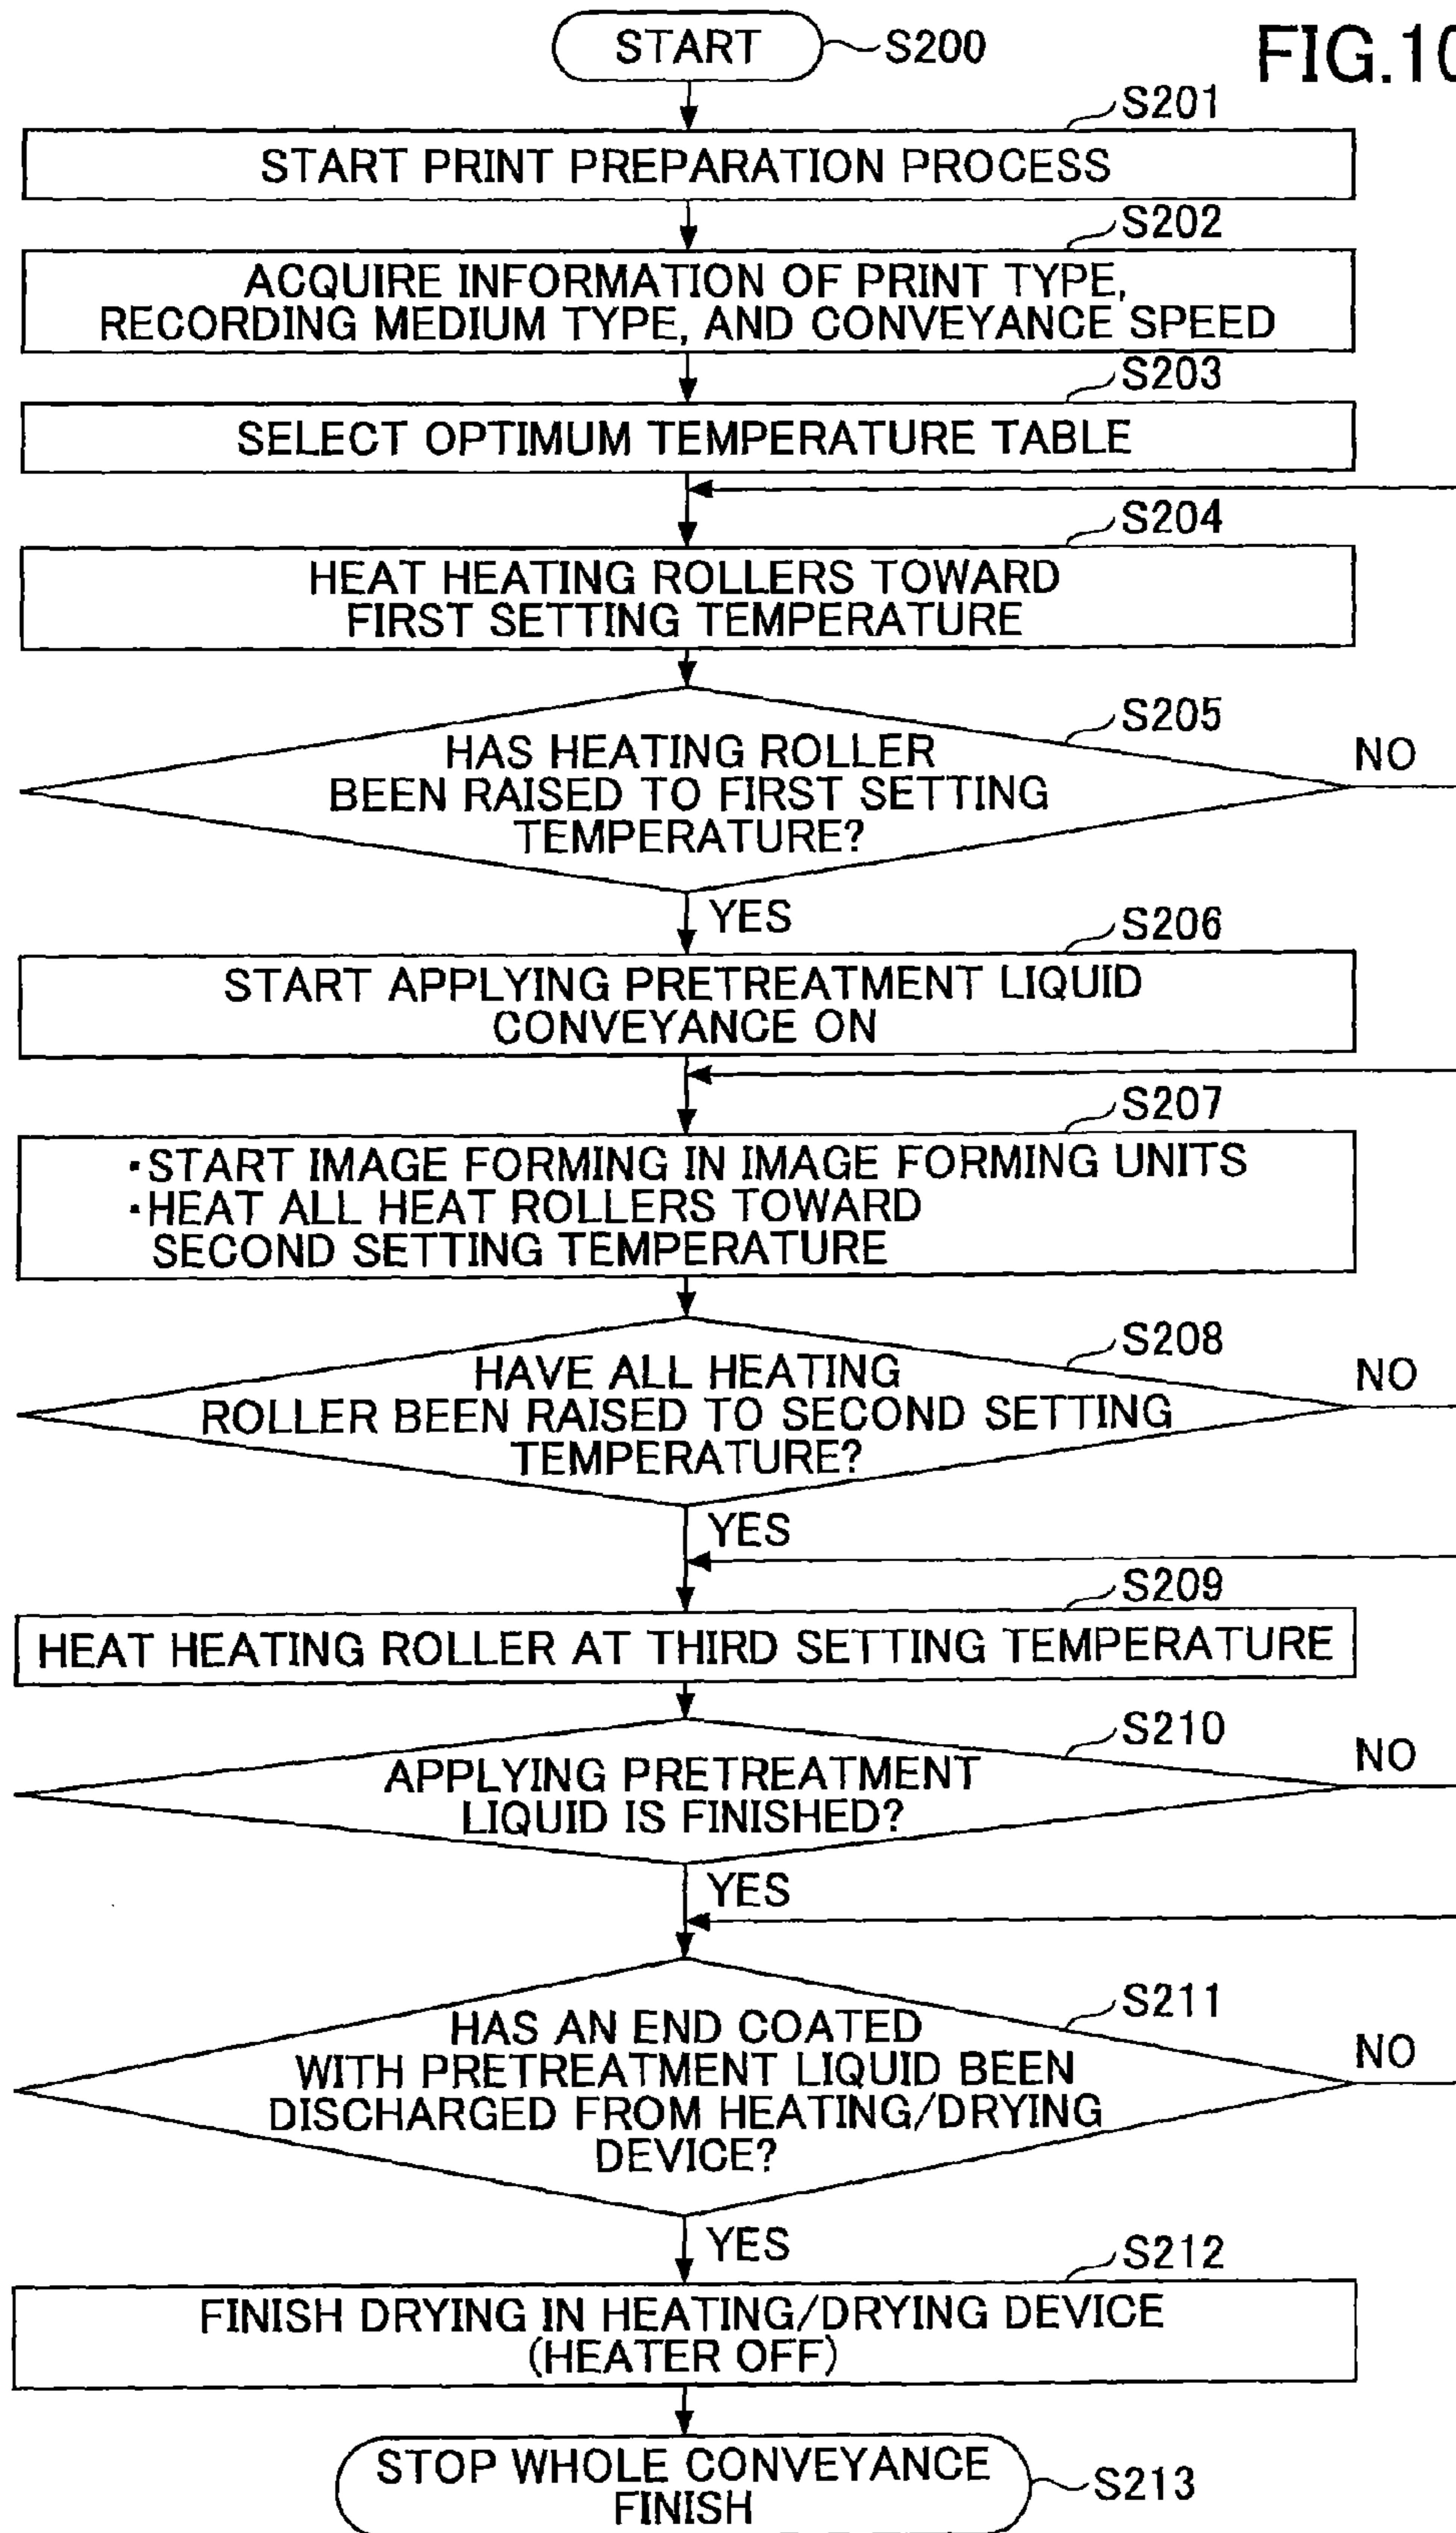 FIG.10
START
S200
S201
START PRINT PREPARATION PROCESS
S202
ACQUIRE INFORMATION OF PRINT TYPE,
RECORDING MEDIUM TYPE, AND CONVEYANCE SPEED
S203
SELECT OPTIMUM TEMPERATURE TABLE
S204
HEAT HEATING ROLLERS TOWARD
FIRST SETTING TEMPERATURE
S205
HAS HEATING ROLLER
BEEN RAISED TO FIRST SETTING
TEMPERATURE?
NO
YES
S206
START APPLYING PRETREATMENT LIQUID
CONVEYANCE ON
S207
・START IMAGE FORMING IN IMAGE FORMING UNITS
・HEAT ALL HEAT ROLLERS TOWARD
SECOND SETTING TEMPERATURE
S208
HAVE ALL HEATING
ROLLER BEEN RAISED TO SECOND SETTING
TEMPERATURE?
NO
YES
S209
HEAT HEATING ROLLER AT THIRD SETTING TEMPERATURE
S210
APPLYING PRETREATMENT
LIQUID IS FINISHED?
NO
YES
S211
HAS AN END COATED
WITH PRETREATMENT LIQUID BEEN
DISCHARGED FROM HEATING/DRYING
DEVICE?
NO
YES
S212
FINISH DRYING IN HEATING/DRYING DEVICE
(HEATER OFF)
STOP WHOLE CONVEYANCE
FINISH
S213